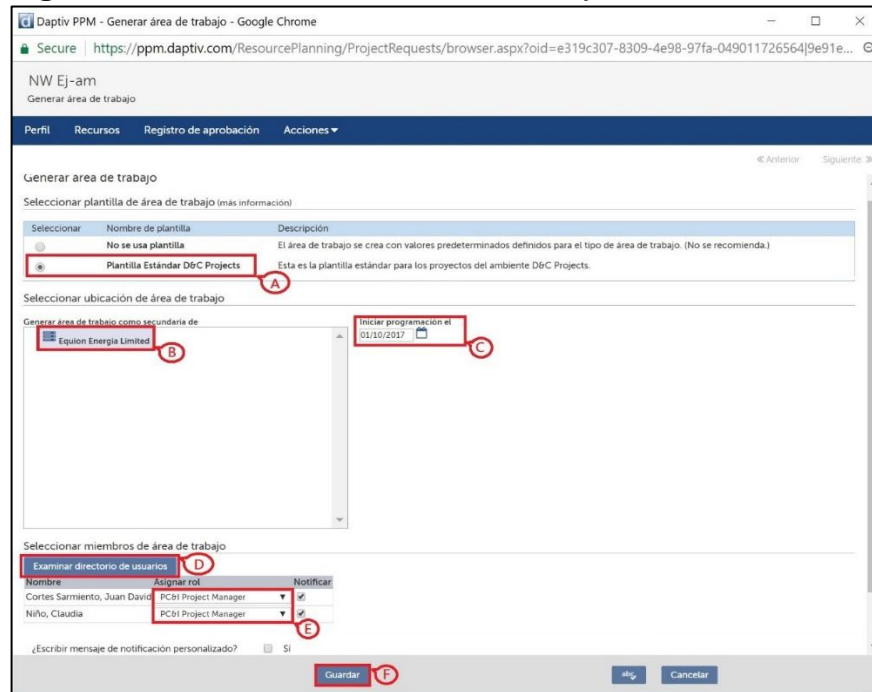 Daptiv PPM - Generar área de trabajo - Google Chrome
Secure https://ppm.daptiv.com/ResourcePlanning/ProjectRequests/browser.aspx?oid=e319c307-8309-4e98-97fa-049011726564|9e91e...
NW Ej-am
Generar área de trabajo
Perfil Recursos Registro de aprobación Acciones
« Anterior Siguiente »
Generar área de trabajo
Seleccionar plantilla de área de trabajo (más información)
Seleccionar Nombre de plantilla Descripción
No se usa plantilla El área de trabajo se crea con valores predeterminados definidos para el tipo de área de trabajo. (No se recomienda.)
Plantilla Estándar D&C Projects Esta es la plantilla estándar para los proyectos del ambiente D&C Projects.
A
Seleccionar ubicación de área de trabajo
Generar área de trabajo como secundaria de Iniciar programación el
Equion Energia Limited 01/10/2017
B C
Seleccionar miembros de área de trabajo
Examinar directorio de usuarios D
Nombre Asignar rol Notificar
Cortes Sarmiento, Juan David PC&I Project Manager
Niño, Claudia PC&I Project Manager
E
¿Escribir mensaje de notificación personalizado? Sí
Guardar F abc Cancelar